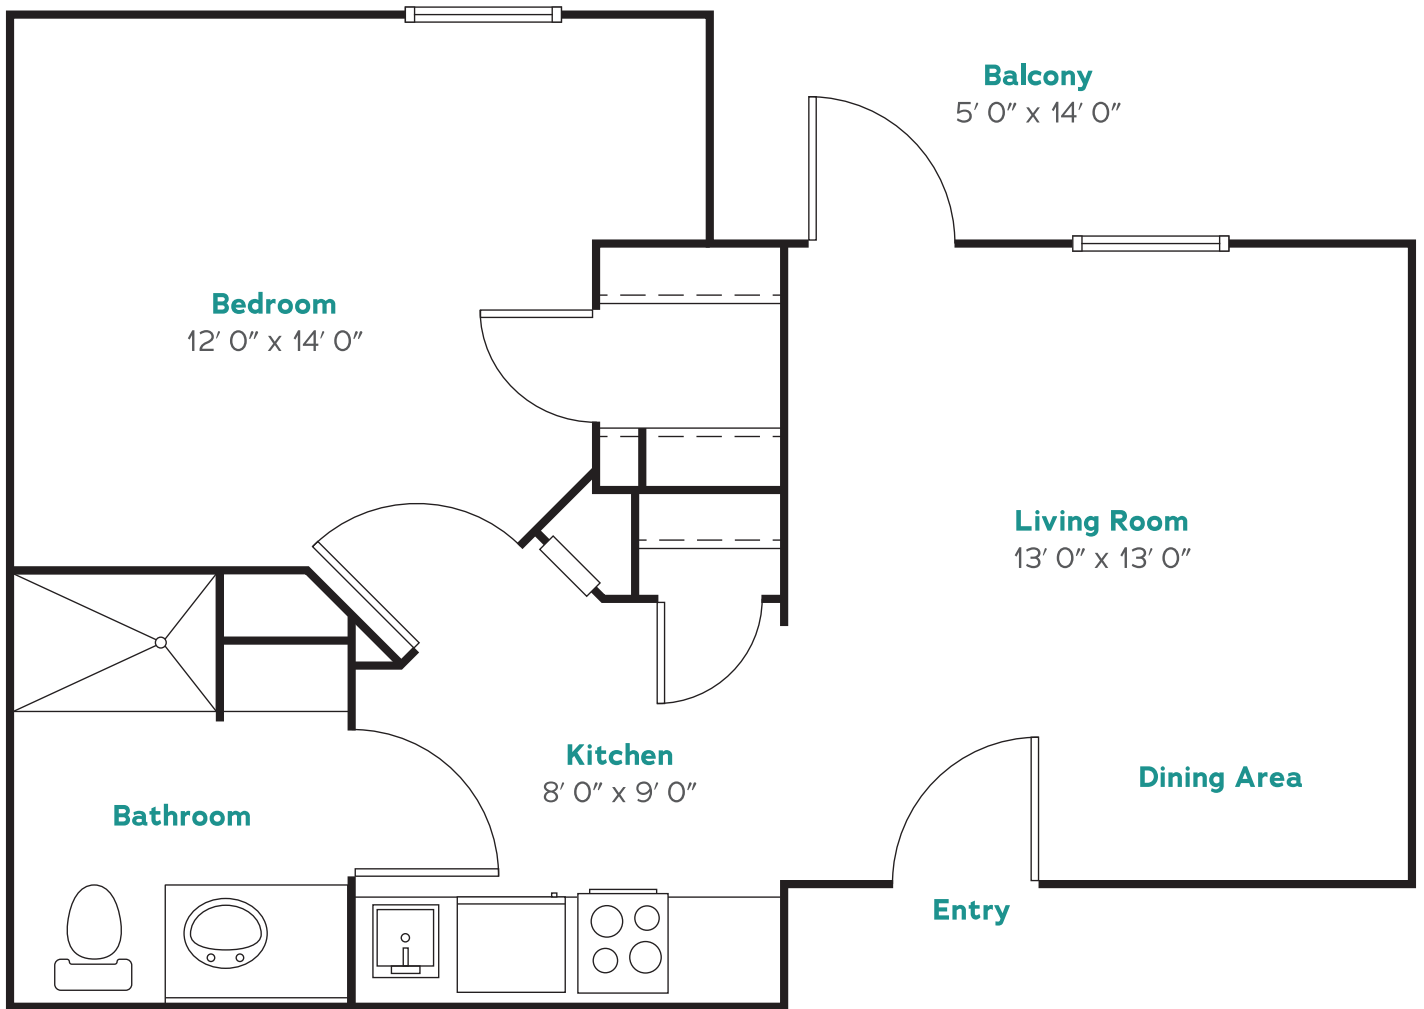 Balcony
5′ 0″ x 14′ 0″
Bedroom
12′ 0″ x 14′ 0″
Living Room
13′ 0″ x 13′ 0″
Kitchen
8′ 0″ x 9′ 0″
Dining Area
Bathroom
Entry